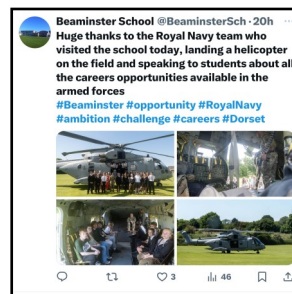 Beaminster School @BeaminsterSch · 20h
Huge thanks to the Royal Navy team who
visited the school today, landing a helicopter
on the field and speaking to students about all
the careers opportunities available in the
armed forces
#Beaminster #opportunity #RoyalNavy
#ambition #challenge #careers #Dorset
3 46